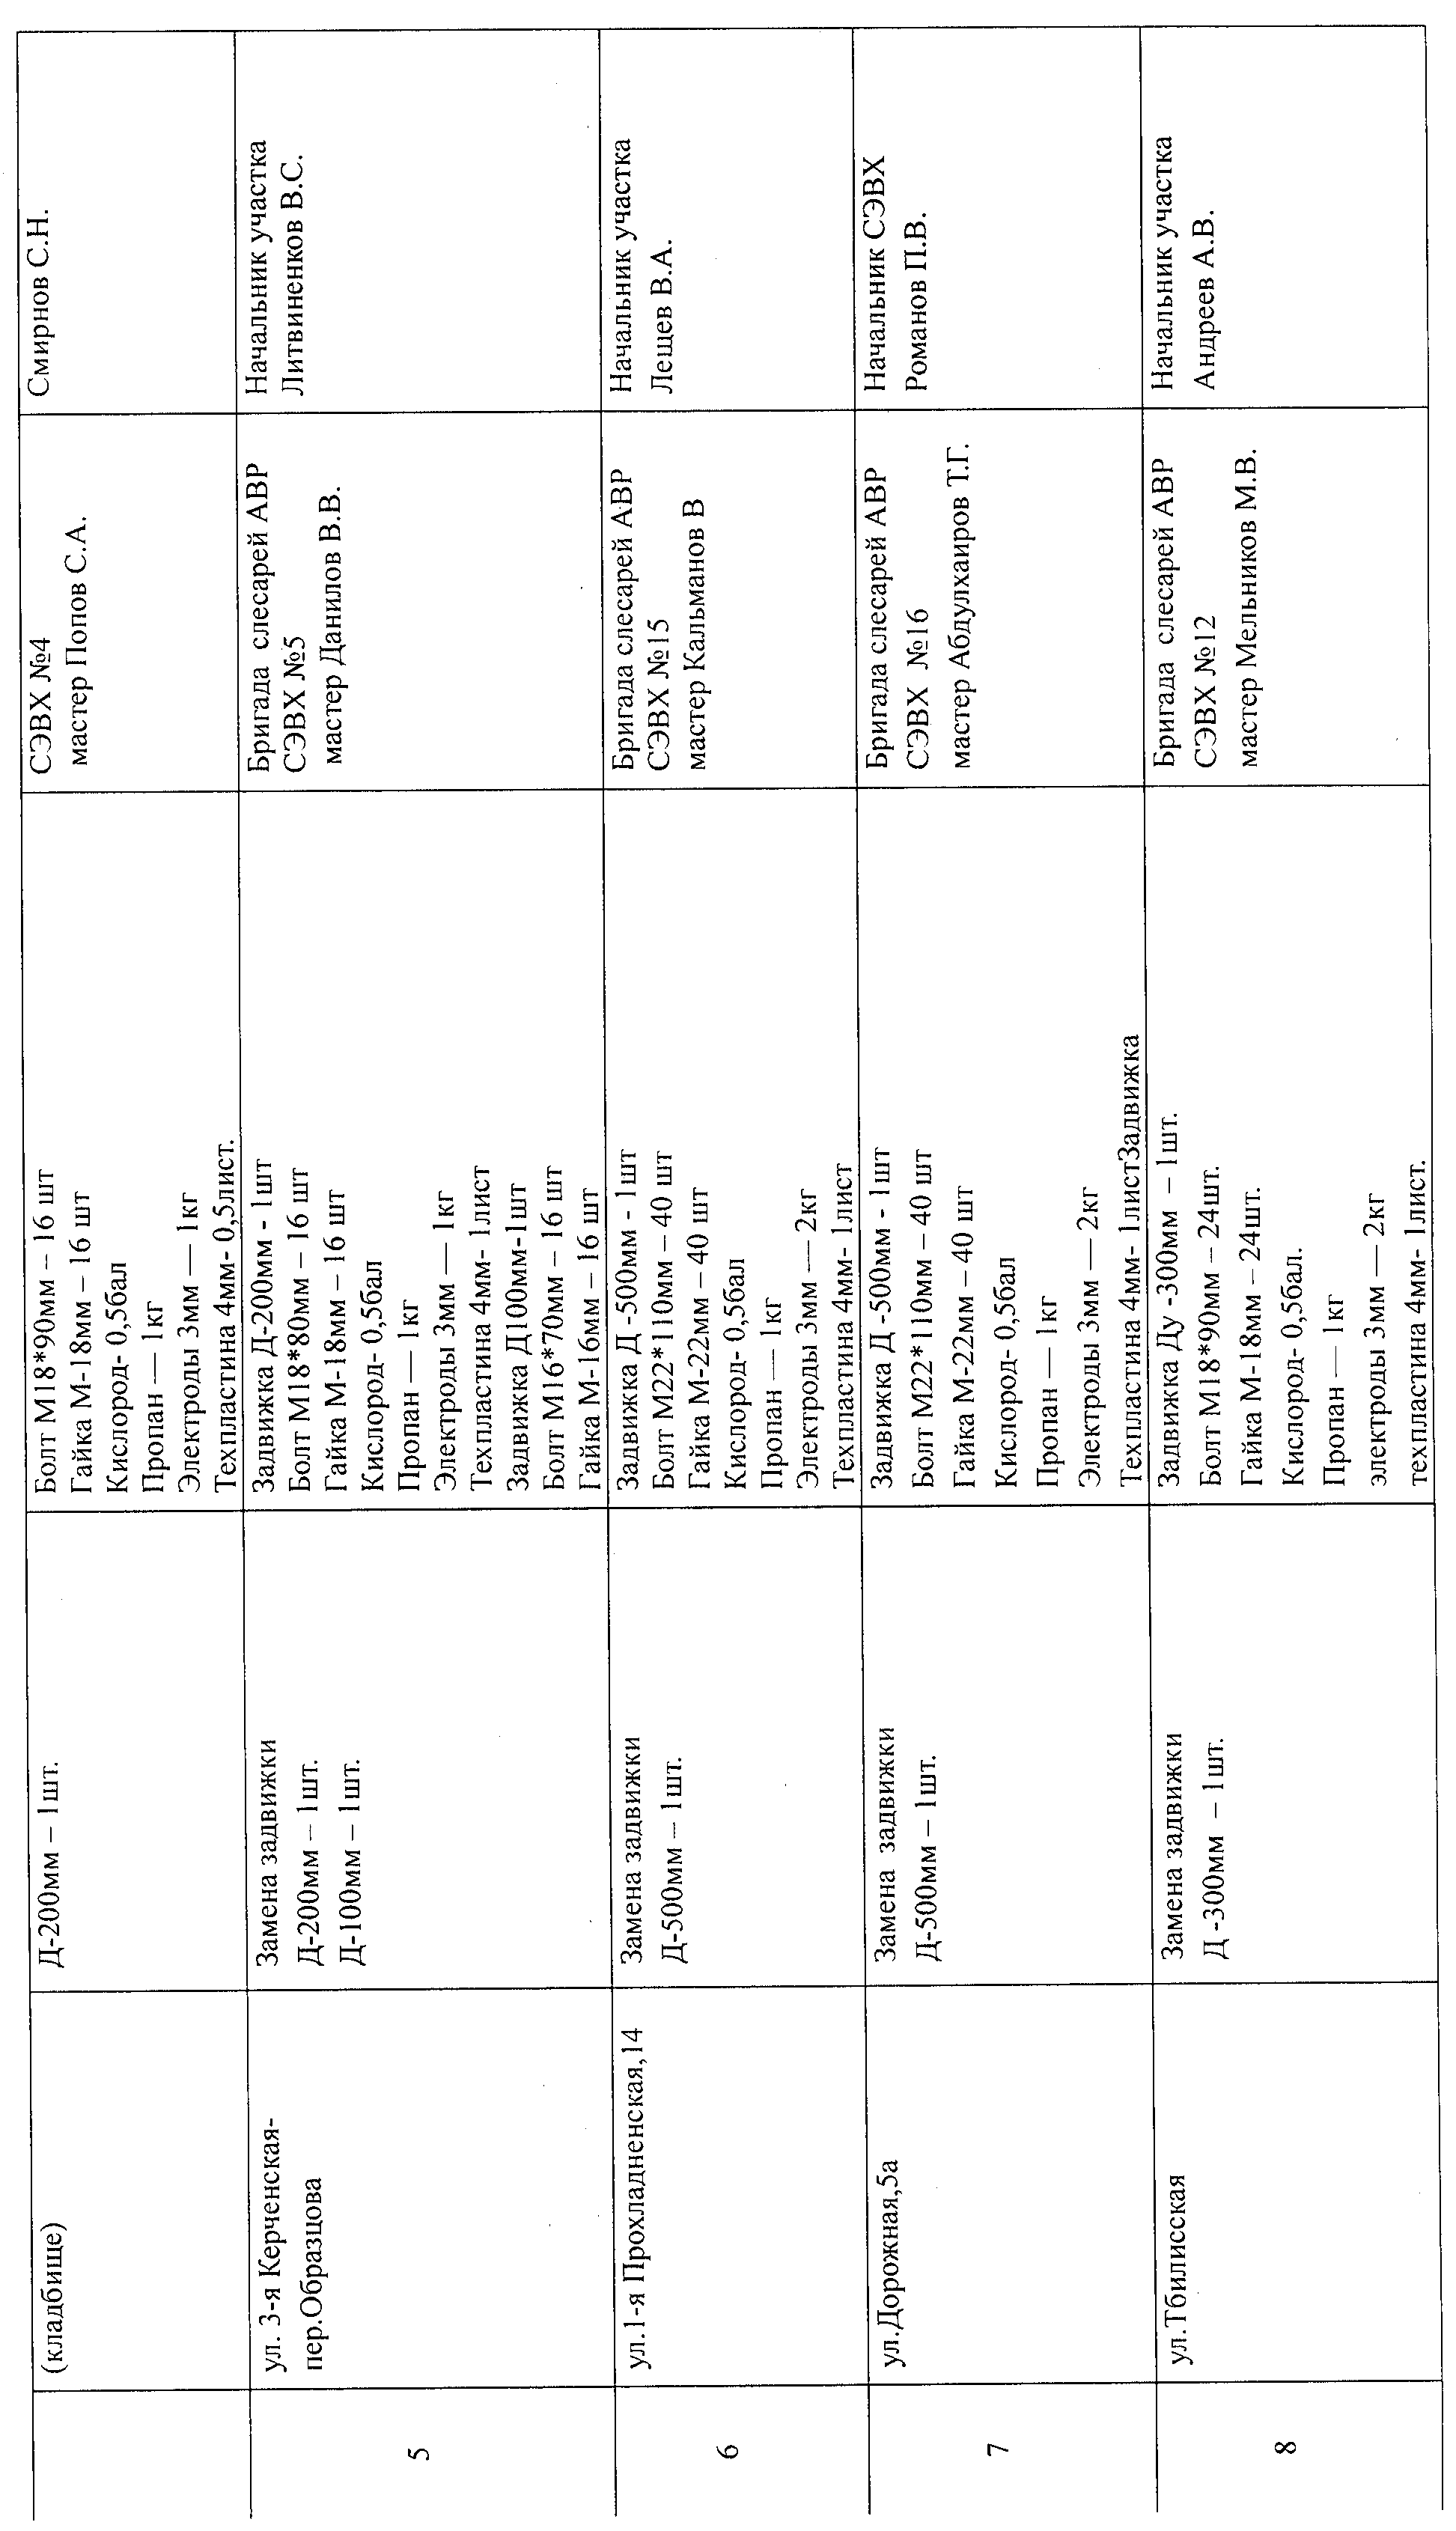 (кладбище)
Д-200мм – 1шт.
Болт М18*90мм – 16 шт
Гайка М-18мм – 16 шт
Кислород- 0,5бал
Пропан — 1кг
Электроды 3мм — 1кг
Техпластина 4мм- 0,5лист.
СЭВХ №4
мастер Попов С.А.
Смирнов С.Н.
5
ул. 3-я Керченская-
пер.Образцова
Замена задвижки
Д-200мм – 1шт.
Д-100мм – 1шт.
Задвижка Д-200мм - 1шт
Болт М18*80мм – 16 шт
Гайка М-18мм – 16 шт
Кислород- 0,5бал
Пропан — 1кг
Электроды 3мм — 1кг
Техпластина 4мм- 1лист
Задвижка Д100мм-1шт
Болт М16*70мм – 16 шт
Гайка М-16мм – 16 шт
Бригада слесарей АВР
СЭВХ №5
мастер Данилов В.В.
Начальник участка
Литвиненков В.С.
6
ул.1-я Прохладненская,14
Замена задвижки
Д-500мм – 1шт.
Задвижка Д -500мм - 1шт
Болт М22*110мм – 40 шт
Гайка М-22мм – 40 шт
Кислород- 0,5бал
Пропан — 1кг
Электроды 3мм — 2кг
Техпластина 4мм- 1лист
Бригада слесарей АВР
СЭВХ №15
мастер Кальманов В
Начальник участка
Лещев В.А.
7
ул.Дорожная,5а
Замена задвижки
Д-500мм – 1шт.
Задвижка Д -500мм - 1шт
Болт М22*110мм – 40 шт
Гайка М-22мм – 40 шт
Кислород- 0,5бал
Пропан — 1кг
Электроды 3мм — 2кг
Техпластина 4мм- 1листЗадвижка
Бригада слесарей АВР
СЭВХ №16
мастер Абдулхаиров Т.Г.
Начальник СЭВХ
Романов П.В.
8
ул.Тбилисская
Замена задвижки
Д -300мм – 1шт.
Задвижка Ду -300мм – 1шт.
Болт М18*90мм – 24шт.
Гайка М-18мм – 24шт.
Кислород- 0,5бал.
Пропан — 1кг
электроды 3мм — 2кг
техпластина 4мм- 1лист.
Бригада слесарей АВР
СЭВХ №12
мастер Мельников М.В.
Начальник участка
Андреев А.В.